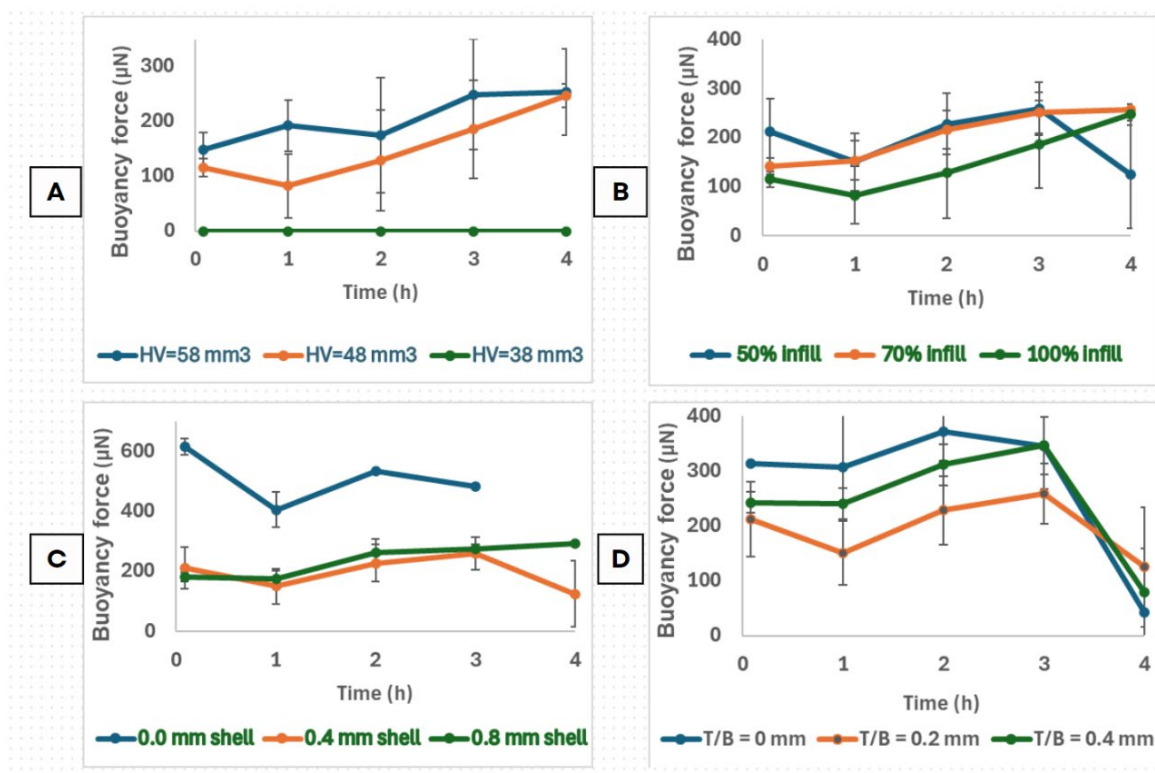 A
Buoyancy force (µN)
300
200
100
0
0 1 2 3 4
Time (h)
HV=58 mm3 HV=48 mm3 HV=38 mm3
B
Buoyancy force (µN)
400
300
200
100
0
0 1 2 3 4
Time (h)
50% infill 70% infill 100% infill
C
Buoyancy force (µN)
600
400
200
0
0 1 2 3 4
Time (h)
0.0 mm shell 0.4 mm shell 0.8 mm shell
D
Buoyancy force (µN)
400
300
200
100
0
0 1 2 3 4
Time (h)
T/B = 0 mm T/B = 0.2 mm T/B = 0.4 mm